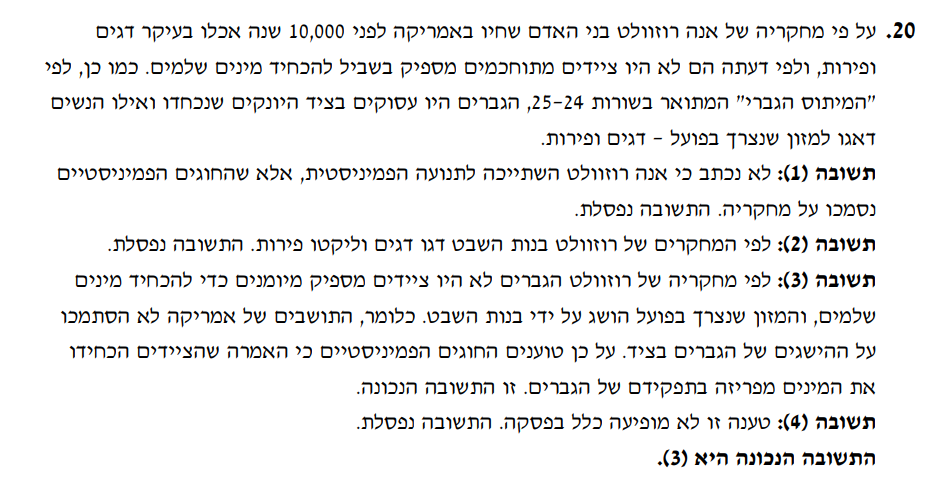 20. על פי מחקריה של אנה רוזוולט בני האדם שחיו באמריקה לפני 10,000 שנה אכלו בעיקר דגים
ופירות, ולפי דעתה הם לא היו ציידים מתוחכמים מספיק בשביל להכחיד מינים שלמים. כמו כן, לפי
"המיתוס הגברי" המתואר בשורות 25-24, הגברים היו עסוקים בציד היונקים שנכחדו ואילו הנשים
דאגו למזון שנצרך בפועל – דגים ופירות.
תשובה (1): לא נכתב כי אנה רוזוולט השתייכה לתנועה הפמיניסטית, אלא שהחוגים הפמיניסטיים
נסמכו על מחקריה. התשובה נפסלת.
תשובה (2): לפי המחקרים של רוזוולט בנות השבט דגו דגים וליקטו פירות. התשובה נפסלת.
תשובה (3): לפי מחקריה של רוזוולט הגברים לא היו ציידים מספיק מיומנים כדי להכחיד מינים
שלמים, והמזון שנצרך בפועל הושג על ידי בנות השבט. כלומר, התושבים של אמריקה לא הסתמכו
על ההישגים של הגברים בציד. על כן טוענים החוגים הפמיניסטיים כי האמרה שהציידים הכחידו
את המינים מפריזה בתפקידם של הגברים. זו התשובה הנכונה.
תשובה (4): טענה זו לא מופיעה כלל בפסקה. התשובה נפסלת.
התשובה הנכונה היא (3).